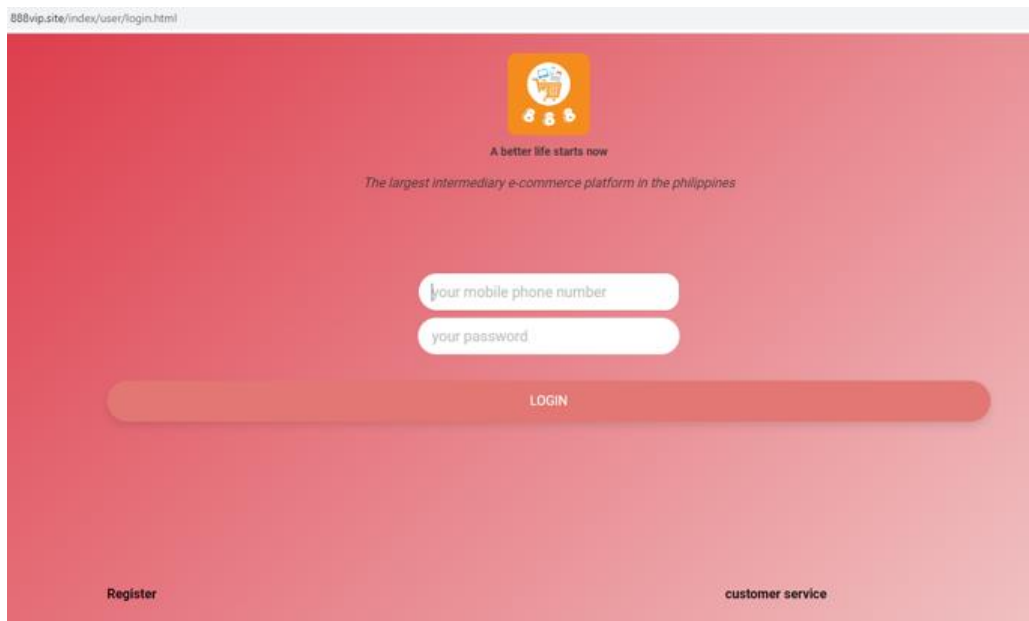 888vip.site/index/user/login.html
888
A better life starts now
The largest intermediary e-commerce platform in the philippines
your mobile phone number
your password
LOGIN
Register
customer service